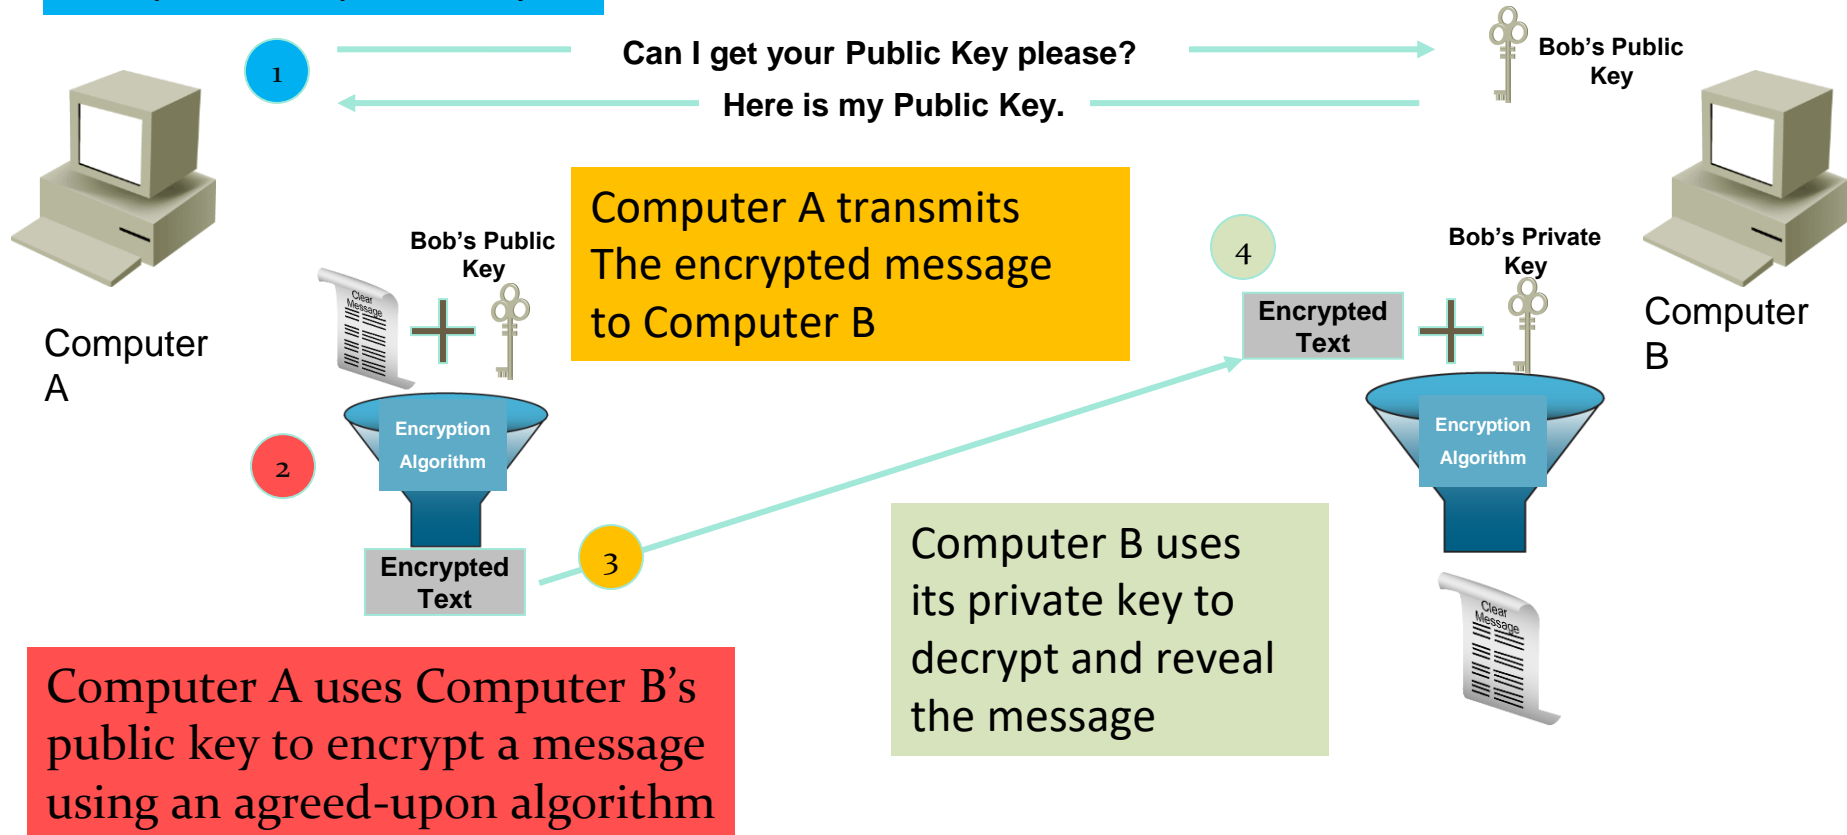 1
Can I get your Public Key please?
Here is my Public Key.
Bob's Public
Key
Computer A transmits
The encrypted message
to Computer B
Bob's Public
Key
Clear
Message
Computer
A
4
Bob's Private
Key
Encrypted
Text
Computer
B
Encryption
Algorithm
2
Encryption
Algorithm
3
Encrypted
Text
Computer B uses
its private key to
decrypt and reveal
the message
Clear
Message
Computer A uses Computer B's
public key to encrypt a message
using an agreed-upon algorithm